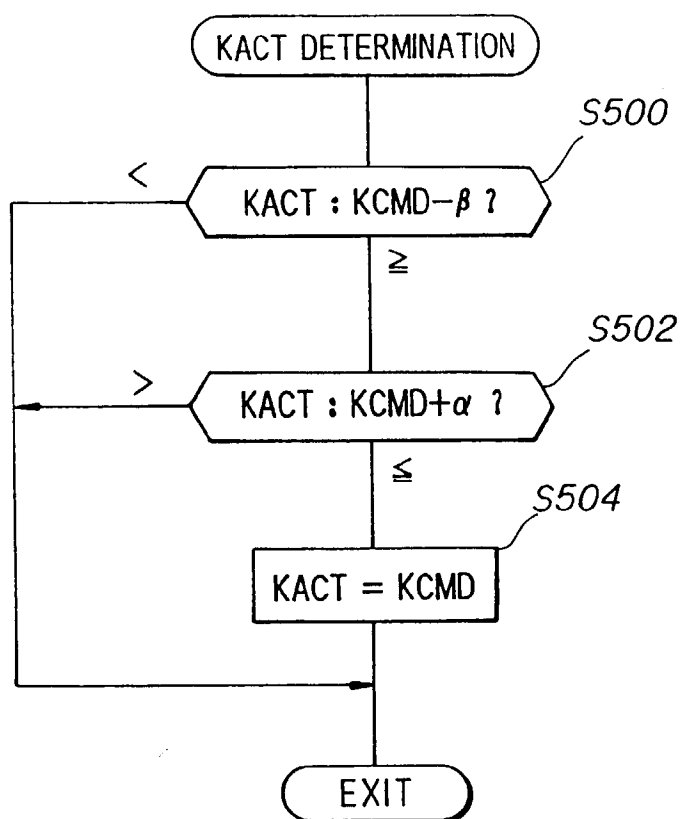 KACT DETERMINATION
S500
<
KACT : KCMD−β ?
≧
S502
>
KACT : KCMD+α ?
≦
S504
KACT = KCMD
EXIT